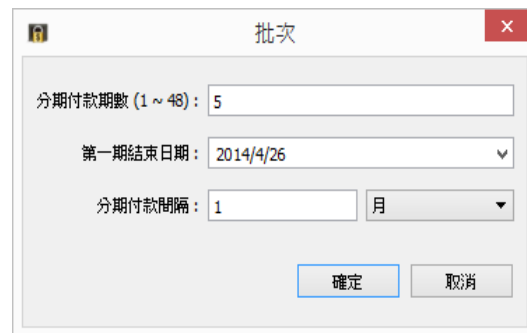 批次
分期付款期數 (1 ~ 48) : 5
第一期結束日期 : 2014/4/26
分期付款間隔 : 1 月
確定 取消